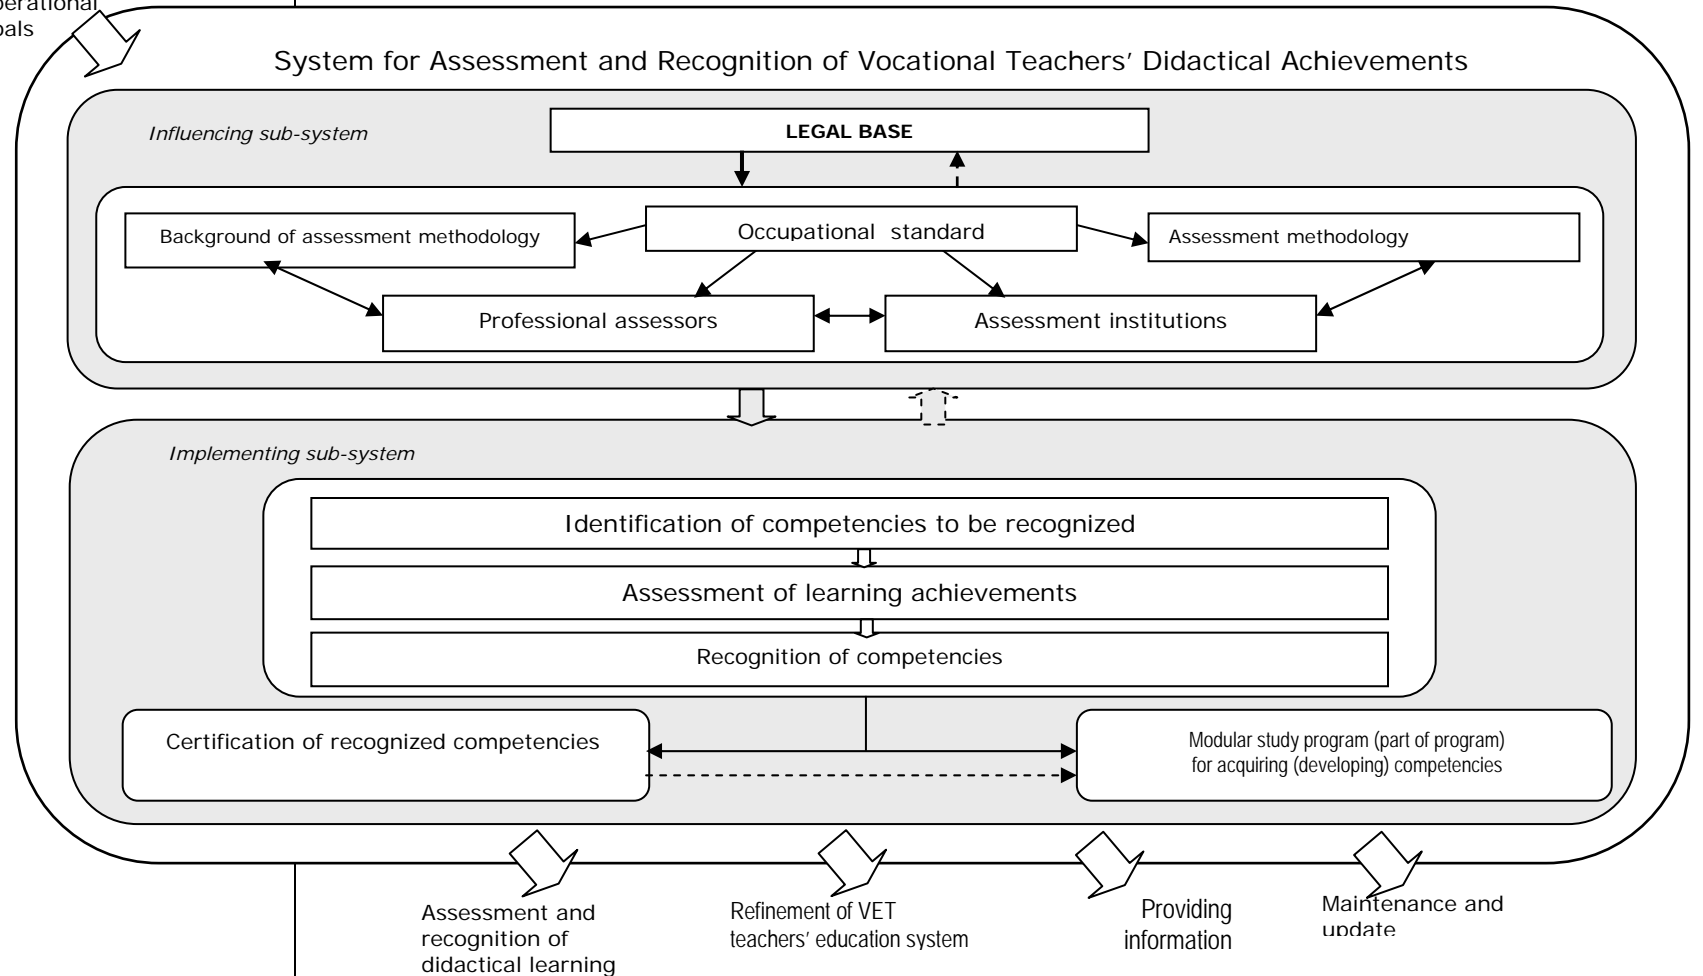 System for Assessment and Recognition of Vocational Teachers' Didactical Achievements
Influencing sub-system
LEGAL BASE
Background of assessment methodology
Occupational standard
Assessment methodology
Professional assessors
Assessment institutions
Implementing sub-system
Identification of competencies to be recognized
Assessment of learning achievements
Recognition of competencies
Certification of recognized competencies
Modular study program (part of program)
for acquiring (developing) competencies
Assessment and
recognition of
didactical learning
Refinement of VET
teachers' education system
Providing
information
Maintenance and
update